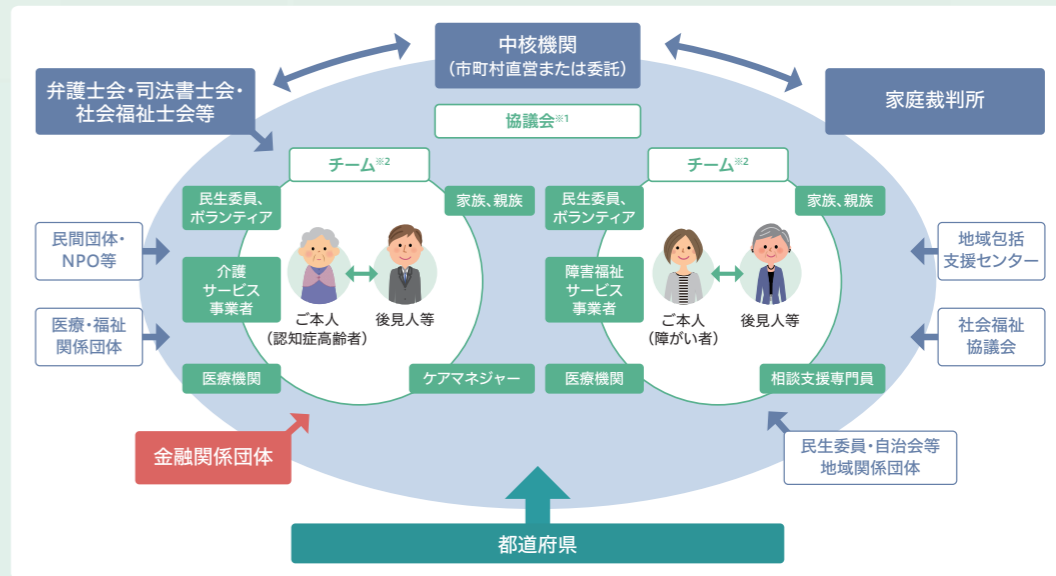 中核機関
(市町村直営または委託)
弁護士会・司法書士会・
社会福祉士会等
家庭裁判所
協議会※1
チーム※2
民生委員、
ボランティア
家族、親族
介護
サービス
事業者
ご本人
(認知症高齢者)
後見人等
医療機関
ケアマネジャー
チーム※2
民生委員、
ボランティア
家族、親族
障害福祉
サービス
事業者
ご本人
(障がい者)
後見人等
医療機関
相談支援専門員
民間団体・
NPO等
医療・福祉
関係団体
地域包括
支援センター
社会福祉
協議会
金融関係団体
民生委員・自治会等
地域関係団体
都道府県